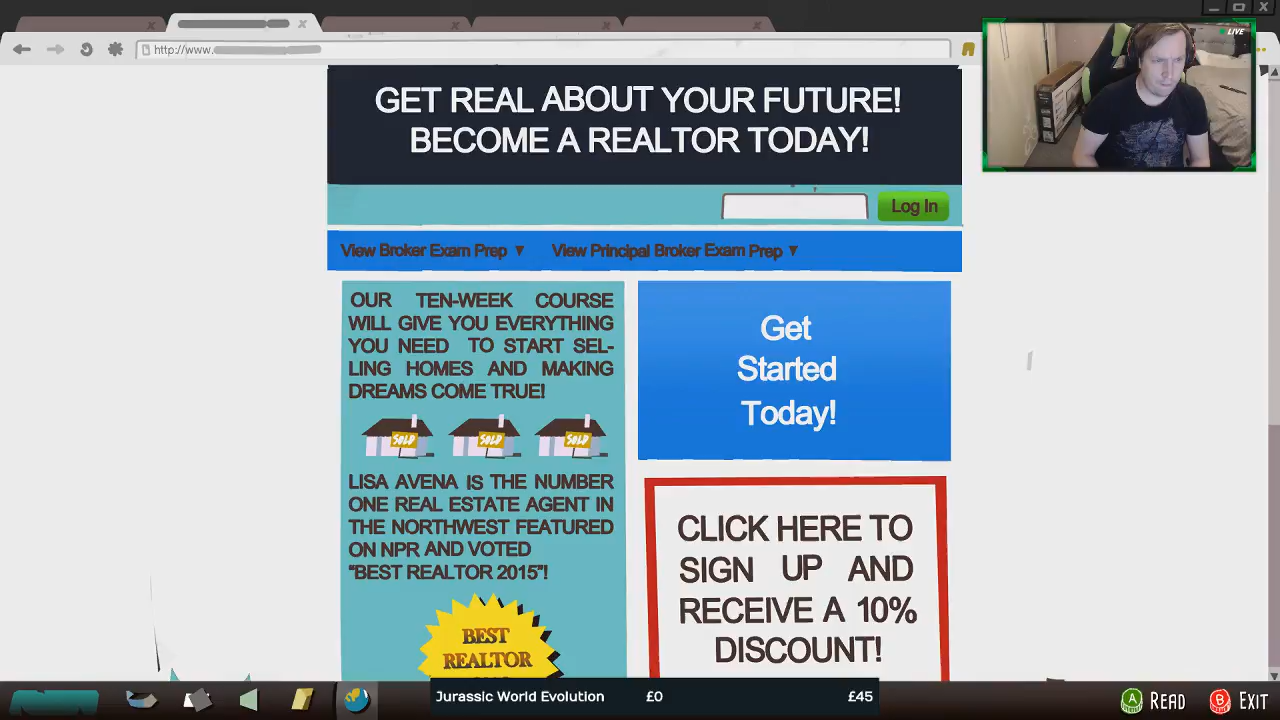 http://www.
LIVE
GET REAL ABOUT YOUR FUTURE!
BECOME A REALTOR TODAY!
Log In
View Broker Exam Prep ▼ View Principal Broker Exam Prep ▼
OUR TEN-WEEK COURSE
WILL GIVE YOU EVERYTHING
YOU NEED TO START SEL-
LING HOMES AND MAKING
DREAMS COME TRUE!
SOLD SOLD SOLD
LISA AVENA IS THE NUMBER
ONE REAL ESTATE AGENT IN
THE NORTHWEST FEATURED
ON NPR AND VOTED
"BEST REALTOR 2015"!
BEST
REALTOR
Get
Started
Today!
CLICK HERE TO
SIGN UP AND
RECEIVE A 10%
DISCOUNT!
Jurassic World Evolution £0 £45
A READ B EXIT